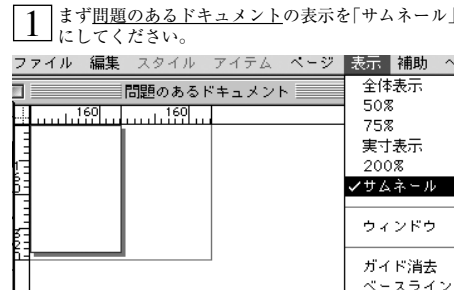 1 まず問題のあるドキュメントの表示を「サムネール」
にしてください。
ファイル 編集 スタイル アイテム ページ 表示 補助
問題のあるドキュメント
160 160
全体表示
50%
75%
実寸表示
200%
✓サムネール
ウィンドウ
ガイド消去
ベースライン